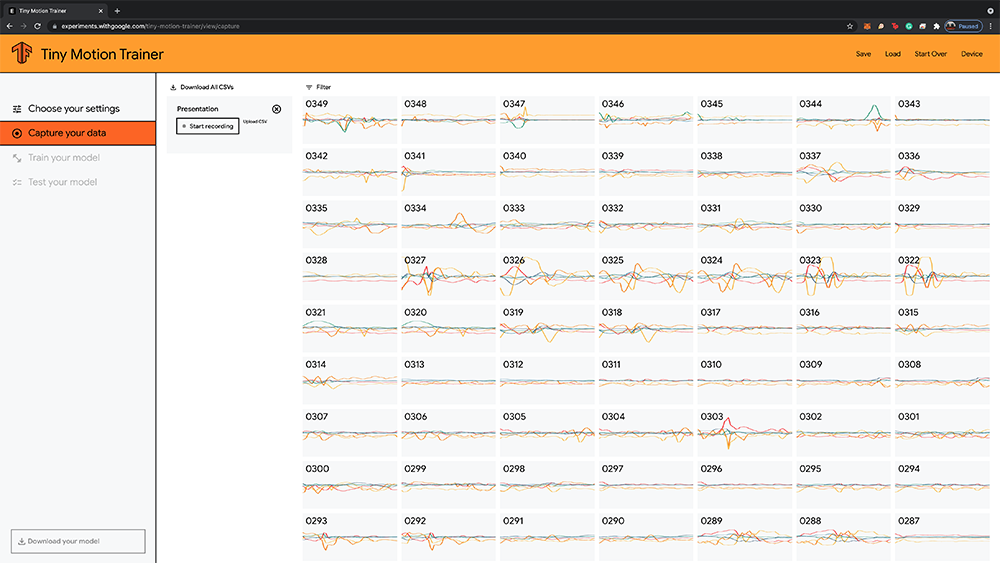 Tiny Motion Trainer
experiments.withgoogle.com/tiny-motion-trainer/view/capture
Paused
Tiny Motion Trainer
Save Load Start Over Device
Choose your settings
Capture your data
Train your model
Test your model
Download your model
Download All CSVs
Presentation
Start recording
Upload CSV
Filter
0349 0348 0347 0346 0345 0344 0343
0342 0341 0340 0339 0338 0337 0336
0335 0334 0333 0332 0331 0330 0329
0328 0327 0326 0325 0324 0323 0322
0321 0320 0319 0318 0317 0316 0315
0314 0313 0312 0311 0310 0309 0308
0307 0306 0305 0304 0303 0302 0301
0300 0299 0298 0297 0296 0295 0294
0293 0292 0291 0290 0289 0288 0287